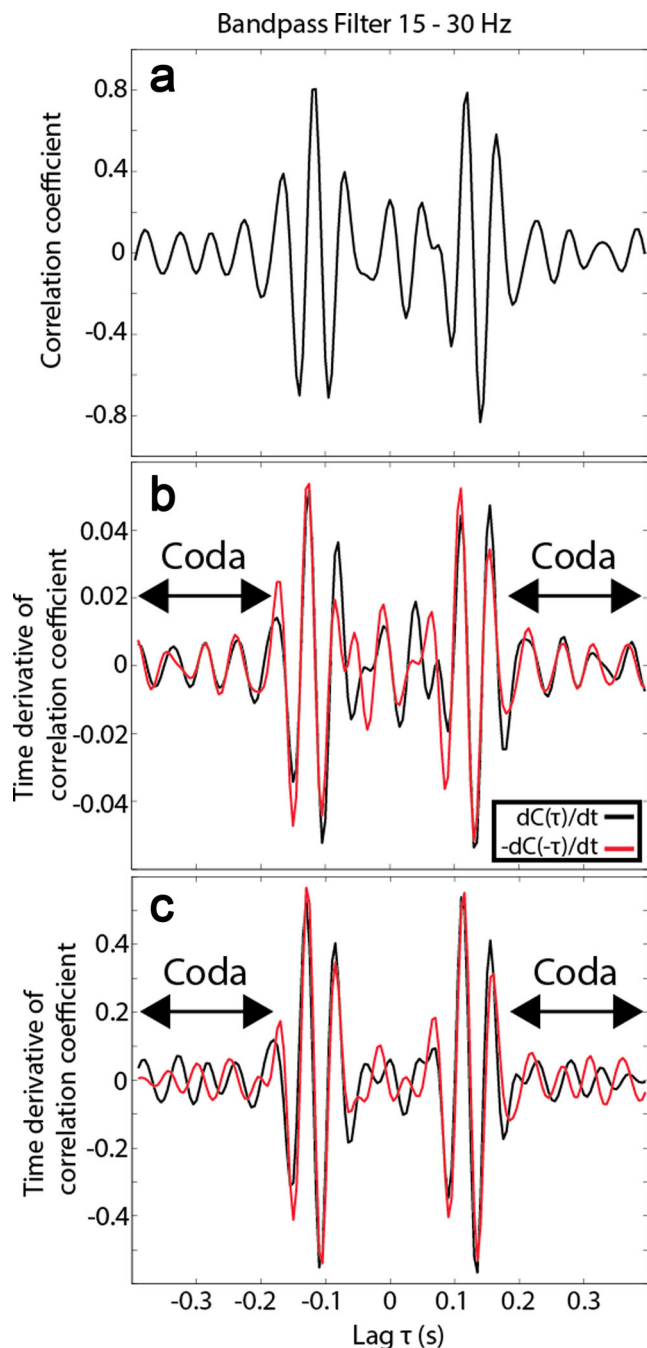 Bandpass Filter 15 - 30 Hz
a
Correlation coefficient
0.8
0.4
0
-0.4
-0.8
b
Time derivative of
correlation coefficient
0.04
0.02
0
-0.02
-0.04
Coda
Coda
dC(τ)/dt
-dC(-τ)/dt
c
Time derivative of
correlation coefficient
0.4
0.2
0
-0.2
-0.4
Coda
Coda
-0.3 -0.2 -0.1 0 0.1 0.2 0.3
Lag τ (s)